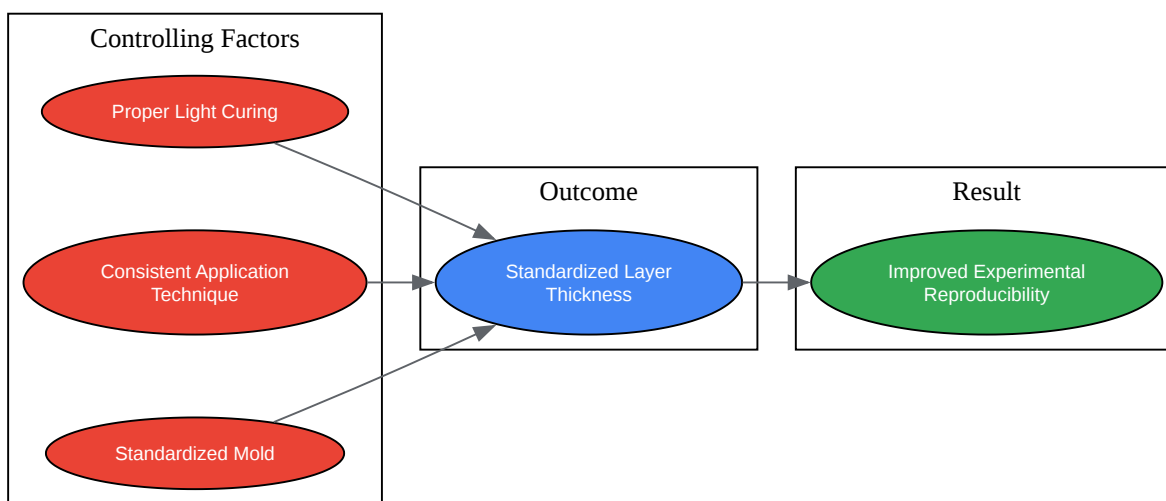 Controlling Factors
Proper Light Curing
Consistent Application
Technique
Standardized Mold
Outcome
Standardized Layer
Thickness
Result
Improved Experimental
Reproducibility